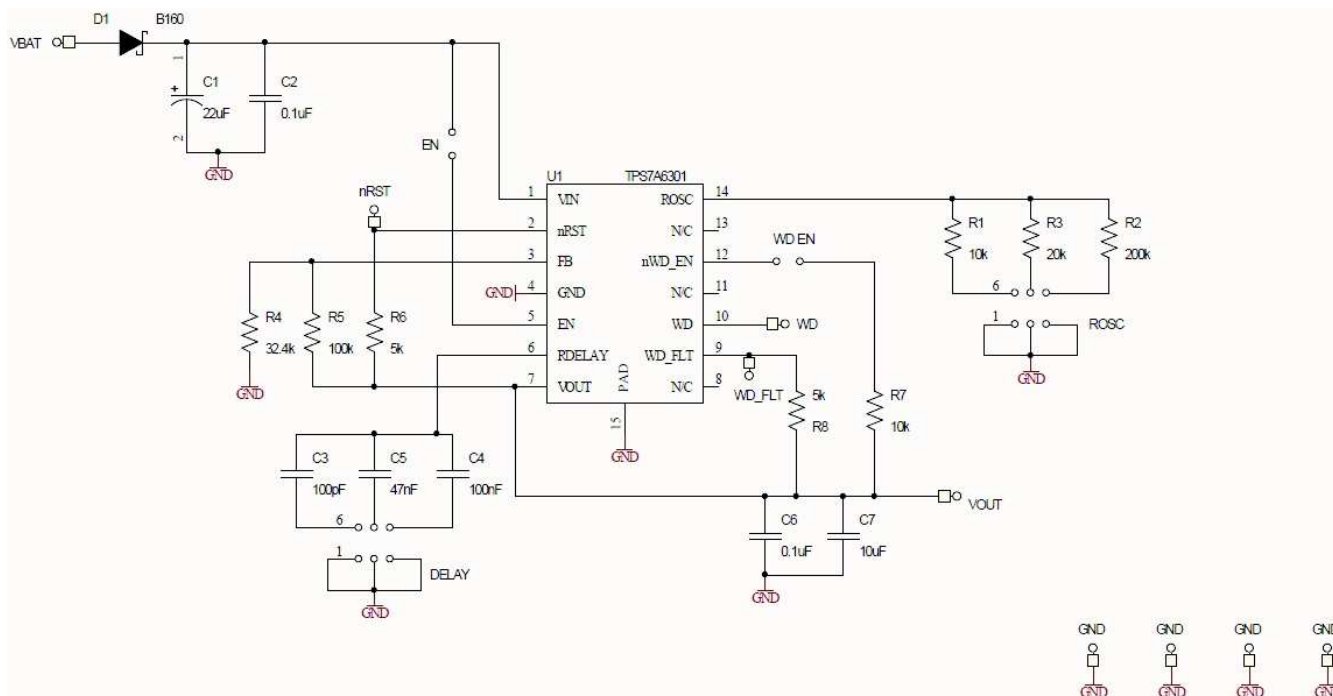 D1 B160
VBAT
1
C1 C2
+
22uF 0.1uF
2
GND
EN
nRST
U1 TPS7A6301
1 VIN ROSC 14
2 nRST N/C 13
3 FB nWD_EN 12
GND 4 GND N/C 11
5 EN WD 10
6 RDELAY WD_FLT 9
7 VOUT N/C 8
PAD
15
GND
WD EN
WD
WD_FLT
R1 R3 R2
10k 20k 200k
6
1 ROSC
GND
R4 R5 R6
32.4k 100k 5k
GND
5k R7
R8 10k
C3 C5 C4
100pF 47nF 100nF
6
1
DELAY
GND
VOUT
C6 C7
0.1uF 10uF
GND
GND GND GND GND
GND GND GND GND